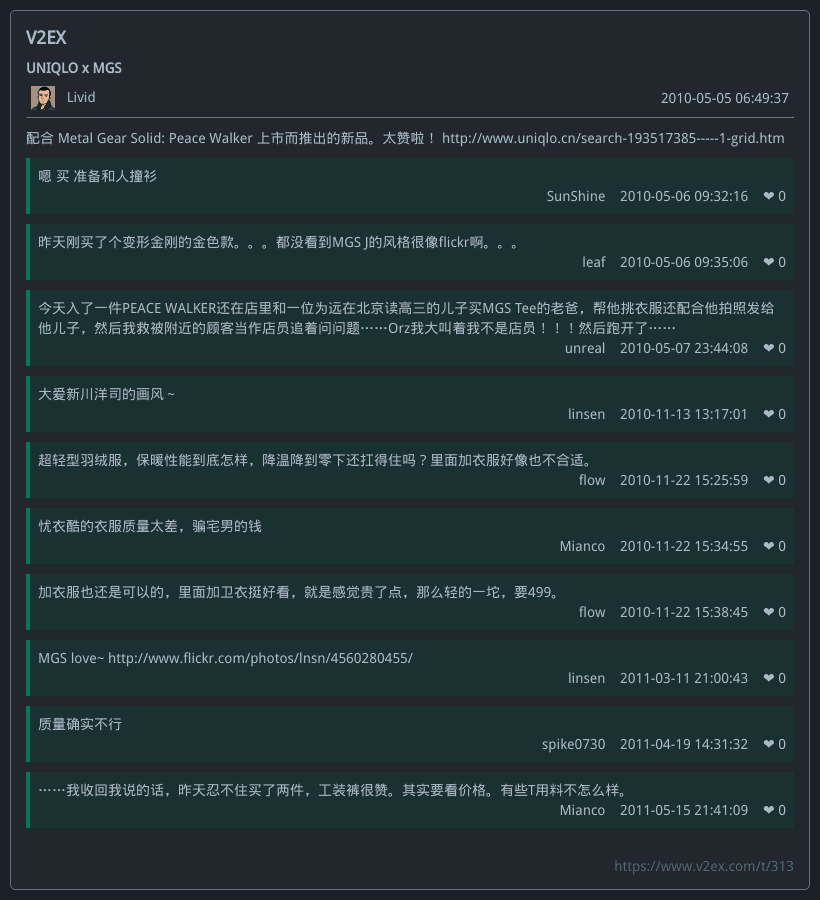 V2EX
UNIQLO x MGS
Livid 2010-05-05 06:49:37
配合 Metal Gear Solid: Peace Walker 上市而推出的新品。太赞啦！ http://www.uniqlo.cn/search-193517385-----1-grid.htm
嗯 买 准备和人撞衫
SunShine 2010-05-06 09:32:16 ❤ 0
昨天刚买了个变形金刚的金色款。。。都没看到MGS J的风格很像flickr啊。。。
leaf 2010-05-06 09:35:06 ❤ 0
今天入了一件PEACE WALKER还在店里和一位为远在北京读高三的儿子买MGS Tee的老爸，帮他挑衣服还配合他拍照发给
他儿子，然后我救被附近的顾客当作店员追着问问题……Orz我大叫着我不是店员！！！然后跑开了……
unreal 2010-05-07 23:44:08 ❤ 0
大爱新川洋司的画风 ~
linsen 2010-11-13 13:17:01 ❤ 0
超轻型羽绒服，保暖性能到底怎样，降温降到零下还扛得住吗？里面加衣服好像也不合适。
flow 2010-11-22 15:25:59 ❤ 0
忧衣酷的衣服质量太差，骗宅男的钱
Mianco 2010-11-22 15:34:55 ❤ 0
加衣服也还是可以的，里面加卫衣挺好看，就是感觉贵了点，那么轻的一坨，要499。
flow 2010-11-22 15:38:45 ❤ 0
MGS love~ http://www.flickr.com/photos/lnsn/4560280455/
linsen 2011-03-11 21:00:43 ❤ 0
质量确实不行
spike0730 2011-04-19 14:31:32 ❤ 0
……我收回我说的话，昨天忍不住买了两件，工装裤很赞。其实要看价格。有些T用料不怎么样。
Mianco 2011-05-15 21:41:09 ❤ 0
https://www.v2ex.com/t/313